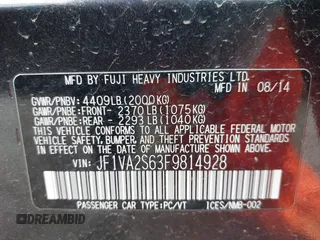 MFD BY FUJI HEAVY INDUSTRIES LTD.
08/14
GVWR/PNBV: 4409LB(2000KG)
GAWR/PNBE:FRONT- 2370LB(1075KG)
GAWR/PNBE:REAR - 2293LB(1040KG)
THIS VEHICLE CONFORMS TO ALL APPLICABLE
FEDERAL MOTOR VEHICLE SAFETY, BUMPER,
AND THEFT PREVENTION STANDARDS IN EFFECT
ON THE DATE OF MANUFACTURE SHOWN ABOVE.
VIN: JF1VA2S63F9814928
PASSENGER CAR TYPE:PC/VT ICES/NMB-002
DREAMBID